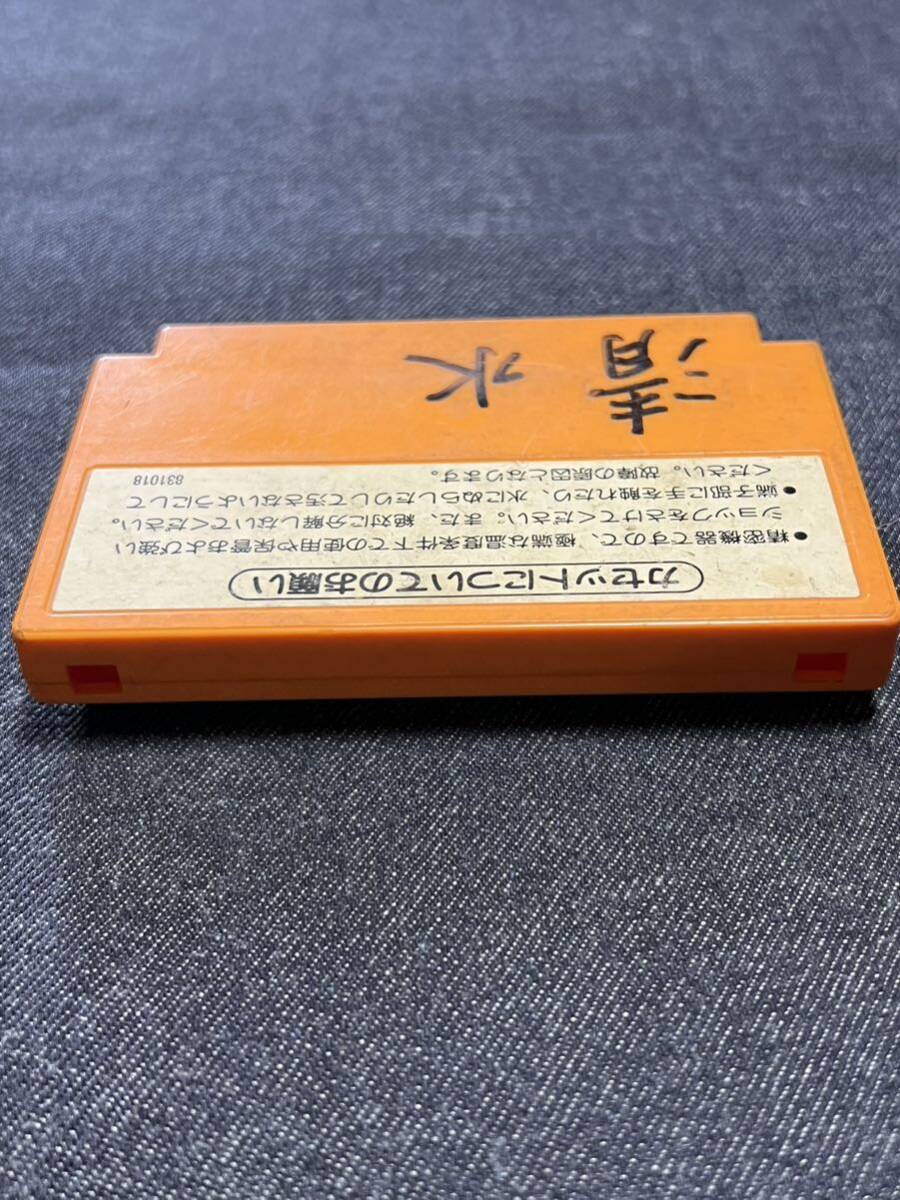 カセットについてのお願い
●精密機器ですので、極端な温度条件下での使用や保管および強い
ショックをさけてください。また、絶対に分解しないでください。
●端子部に手を触れたり、水にぬらしたりして汚さないようにして
ください。故障の原因となります。
831018
清水